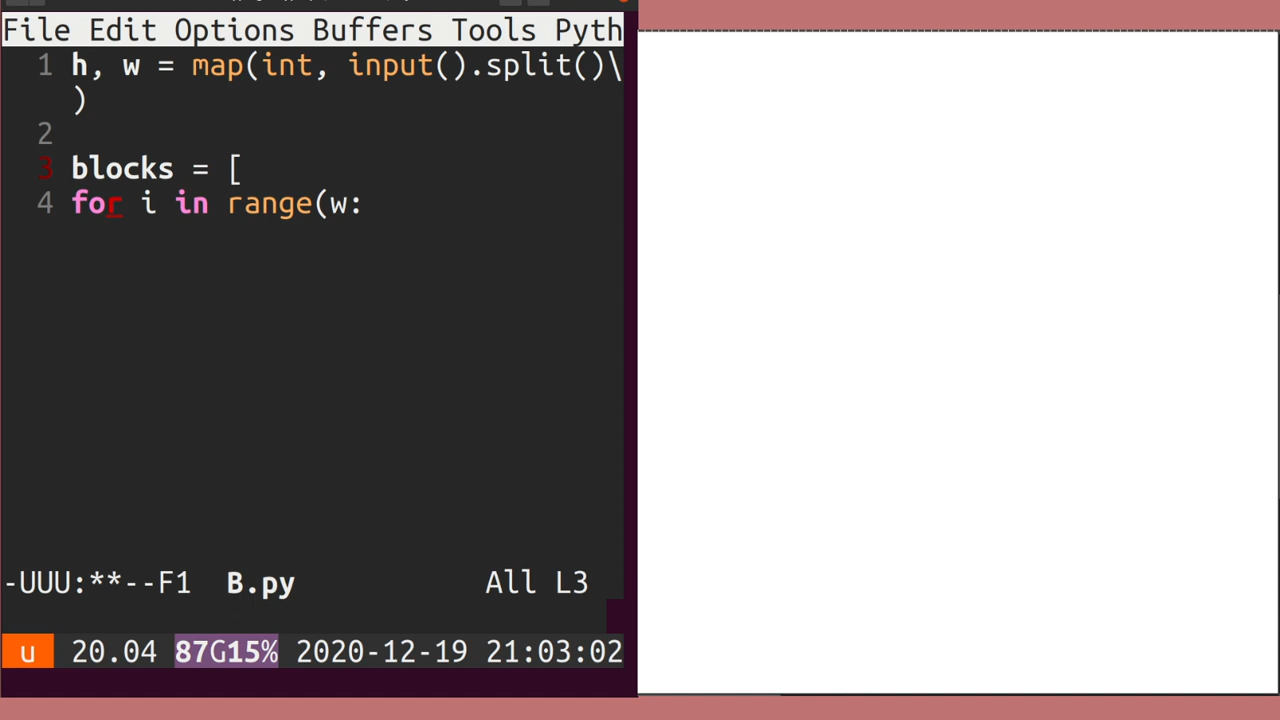 File Edit Options Buffers Tools Pyth
1 h, w = map(int, input().split()\
)
2
3 blocks = [
4 for i in range(w:
-UUU:**--F1 B.py All L3
u 20.04 87G15% 2020-12-19 21:03:02